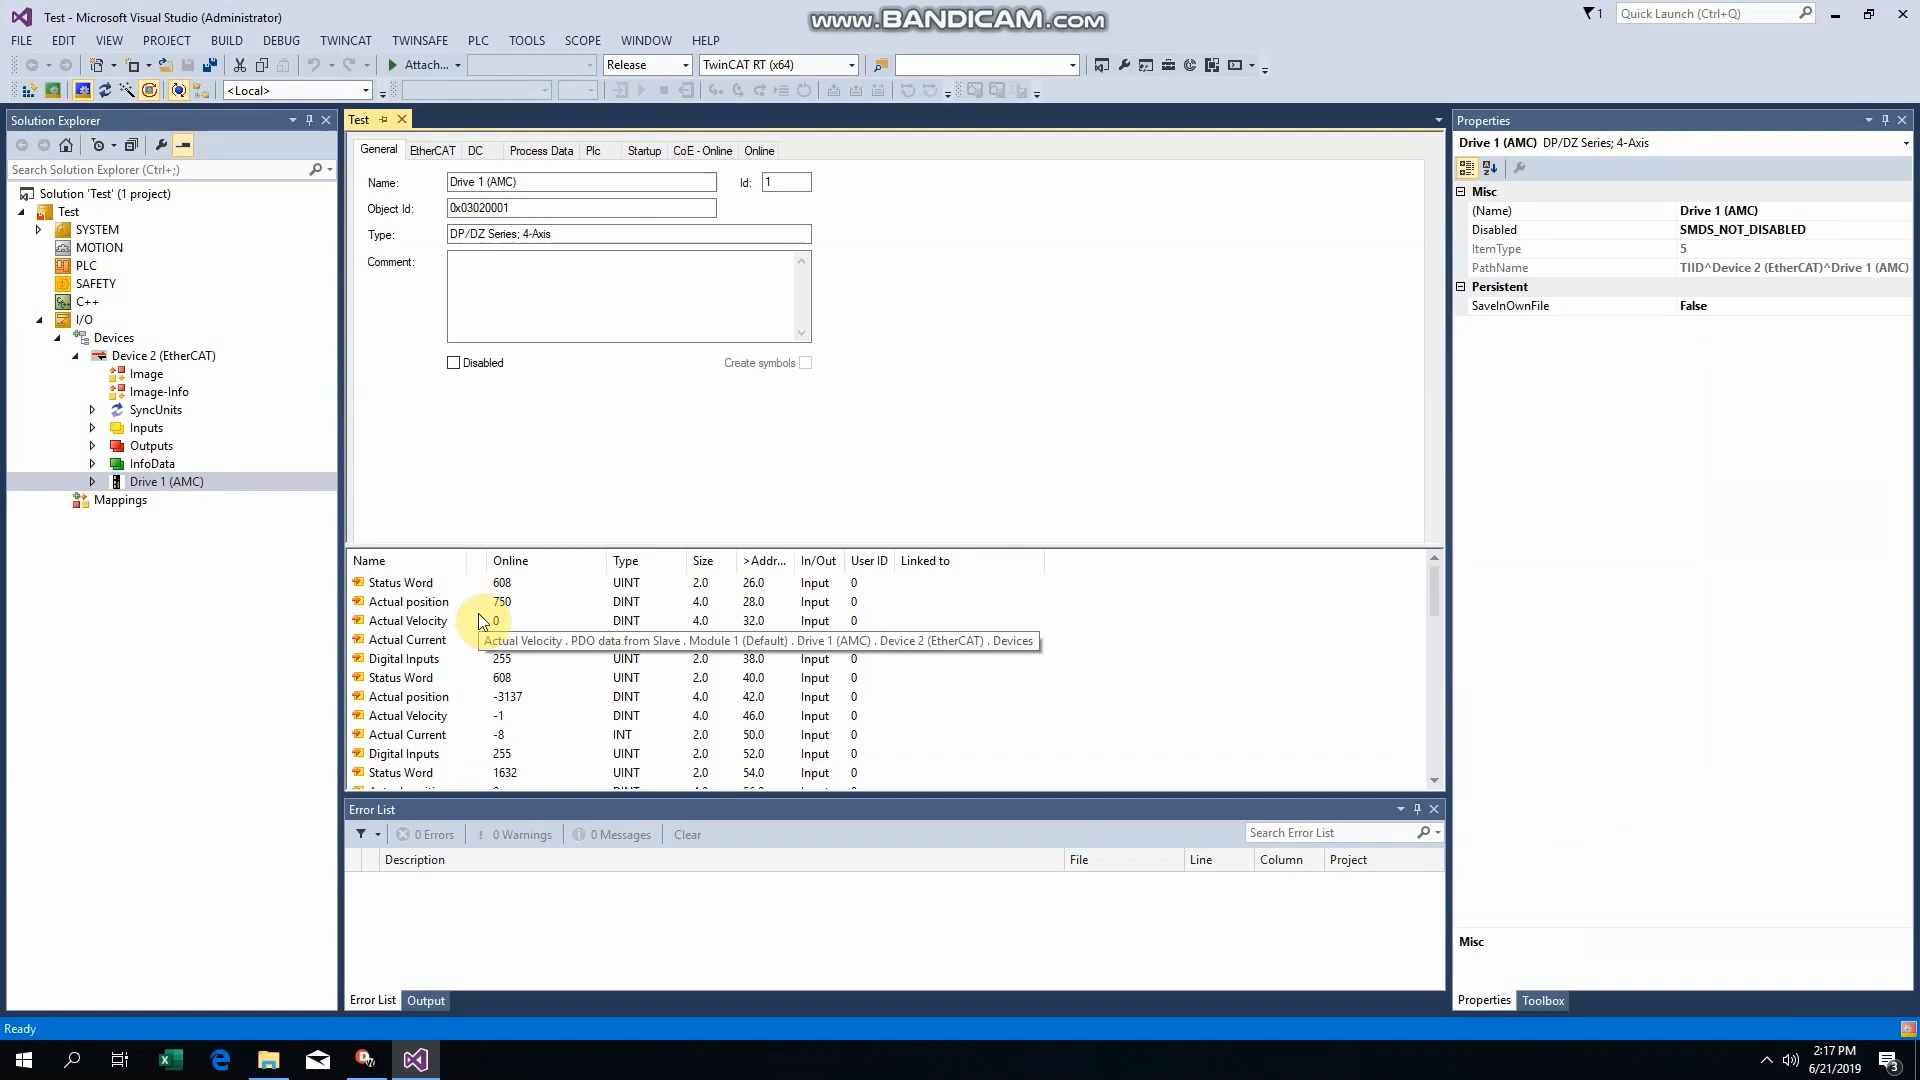 Test - Microsoft Visual Studio (Administrator)
www.BANDICAM.com
1
Quick Launch (Ctrl+Q)
FILE EDIT VIEW PROJECT BUILD DEBUG TWINCAT TWINSAFE PLC TOOLS SCOPE WINDOW HELP
Attach... Release TwinCAT RT (x64)
<Local>
Solution Explorer
Search Solution Explorer (Ctrl+;)
Solution 'Test' (1 project)
Test
SYSTEM
MOTION
PLC
SAFETY
C++
I/O
Devices
Device 2 (EtherCAT)
Image
Image-Info
SyncUnits
Inputs
Outputs
InfoData
Drive 1 (AMC)
Mappings
Test
General EtherCAT DC Process Data Plc Startup CoE - Online Online
Name: Drive 1 (AMC) Id: 1
Object Id: 0x03020001
Type: DP/DZ Series; 4-Axis
Comment:
Disabled Create symbols
Name Online Type Size >Addr... In/Out User ID Linked to
Status Word 608 UINT 2.0 26.0 Input 0
Actual position 750 DINT 4.0 28.0 Input 0
Actual Velocity 0 DINT 4.0 32.0 Input 0
Actual Current
Actual Velocity . PDO data from Slave . Module 1 (Default) . Drive 1 (AMC) . Device 2 (EtherCAT) . Devices
Digital Inputs 255 UINT 2.0 38.0 Input 0
Status Word 608 UINT 2.0 40.0 Input 0
Actual position -3137 DINT 4.0 42.0 Input 0
Actual Velocity -1 DINT 4.0 46.0 Input 0
Actual Current -8 INT 2.0 50.0 Input 0
Digital Inputs 255 UINT 2.0 52.0 Input 0
Status Word 1632 UINT 2.0 54.0 Input 0
Error List
0 Errors 0 Warnings 0 Messages Clear
Search Error List
Description File Line Column Project
Error List Output
Properties
Drive 1 (AMC) DP/DZ Series; 4-Axis
Misc
(Name) Drive 1 (AMC)
Disabled SMDS_NOT_DISABLED
ItemType 5
PathName TIID^Device 2 (EtherCAT)^Drive 1 (AMC)
Persistent
SaveInOwnFile False
Misc
Properties Toolbox
Ready
2:17 PM
6/21/2019
3